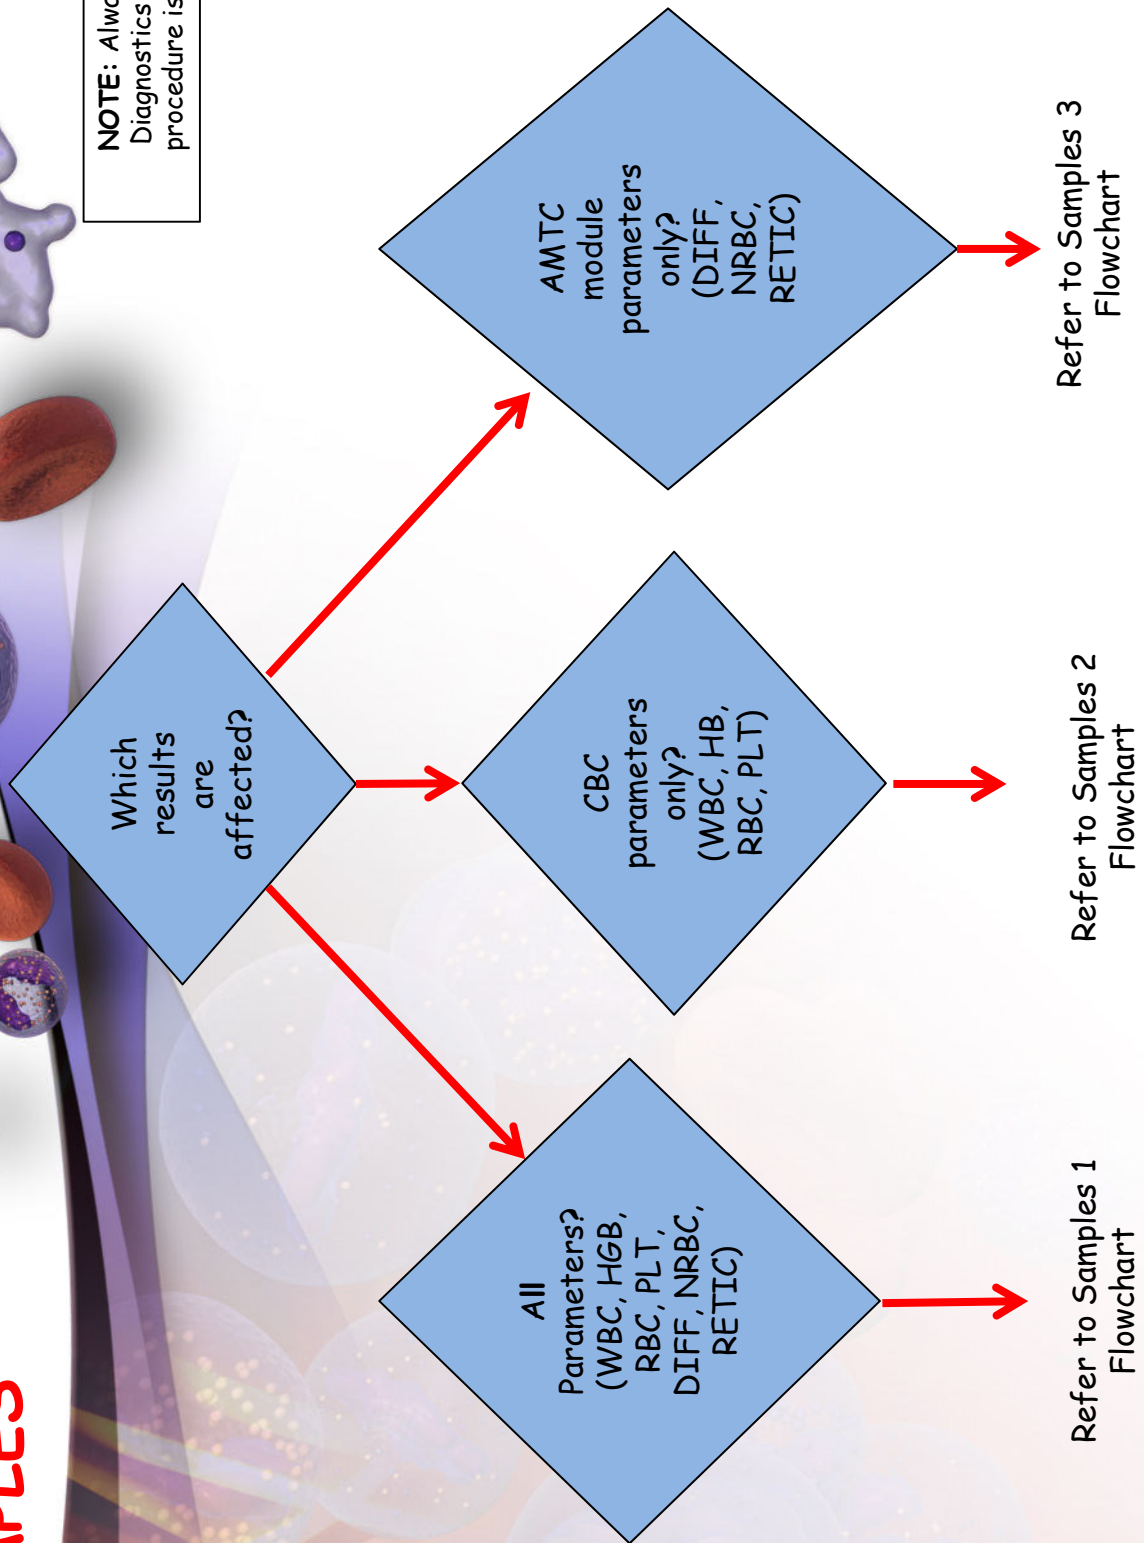 NOTE:
Diagnostics
procedure is
Which
results
are
affected?
All
Parameters?
(WBC, HGB,
RBC, PLT,
DIFF, NRBC,
RETIC)
CBC
parameters
only?
(WBC, HB,
RBC, PLT)
AMTC
module
parameters
only?
(DIFF,
NRBC,
RETIC)
Refer to Samples 1
Flowchart
Refer to Samples 2
Flowchart
Refer to Samples 3
Flowchart